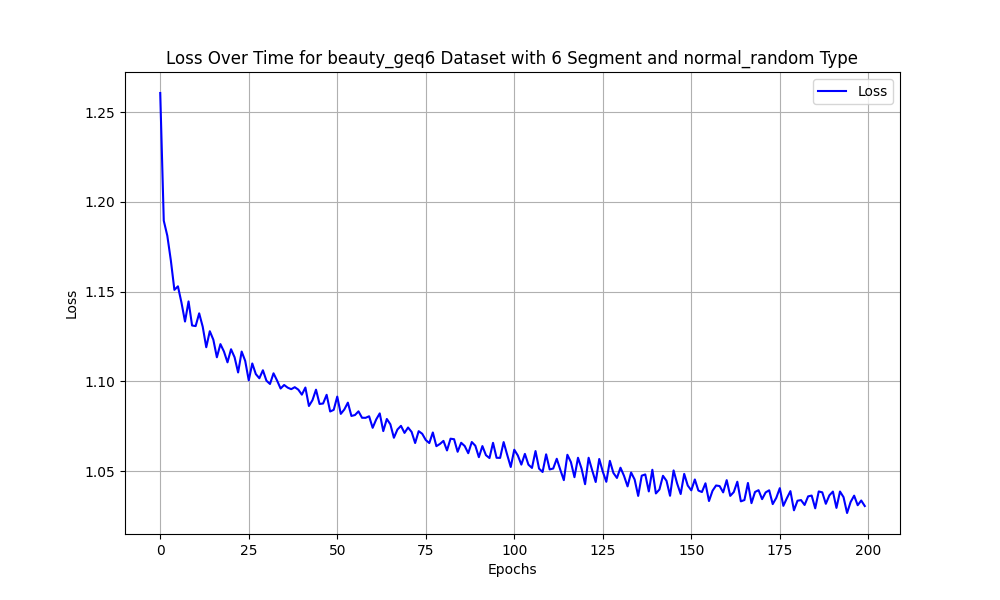 Loss Over Time for beauty_geq6 Dataset with 6 Segment and normal_random Type
Loss
1.25
1.20
1.15
1.10
1.05
Loss
0 25 50 75 100 125 150 175 200
Epochs